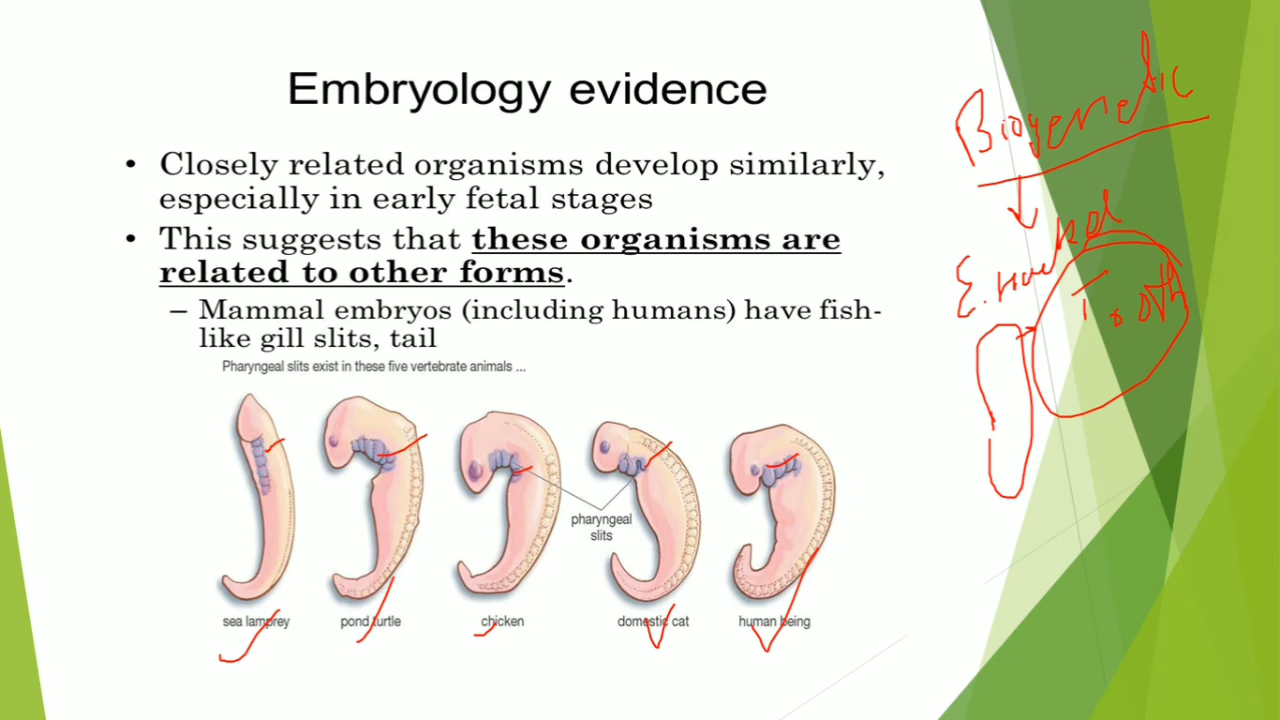 Embryology evidence
• Closely related organisms develop similarly,
especially in early fetal stages
• This suggests that these organisms are
related to other forms.
– Mammal embryos (including humans) have fish-
like gill slits, tail
Pharyngeal slits exist in these five vertebrate animals ...
pharyngeal
slits
sea lamprey
pond turtle
chicken
domestic cat
human being
Biogenetic